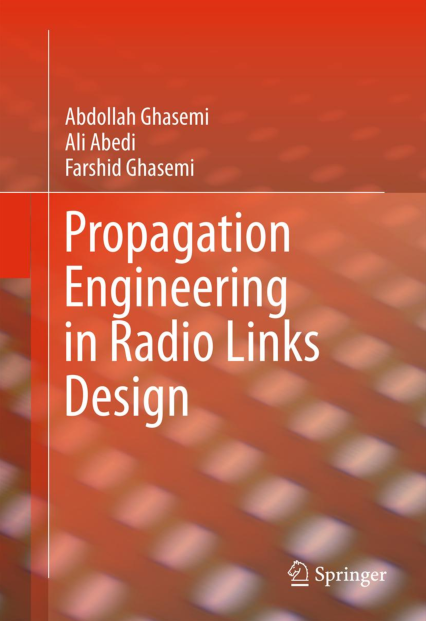 Abdollah Ghasemi
Ali Abedi
Farshid Ghasemi
Propagation
Engineering
in Radio Links
Design
Springer